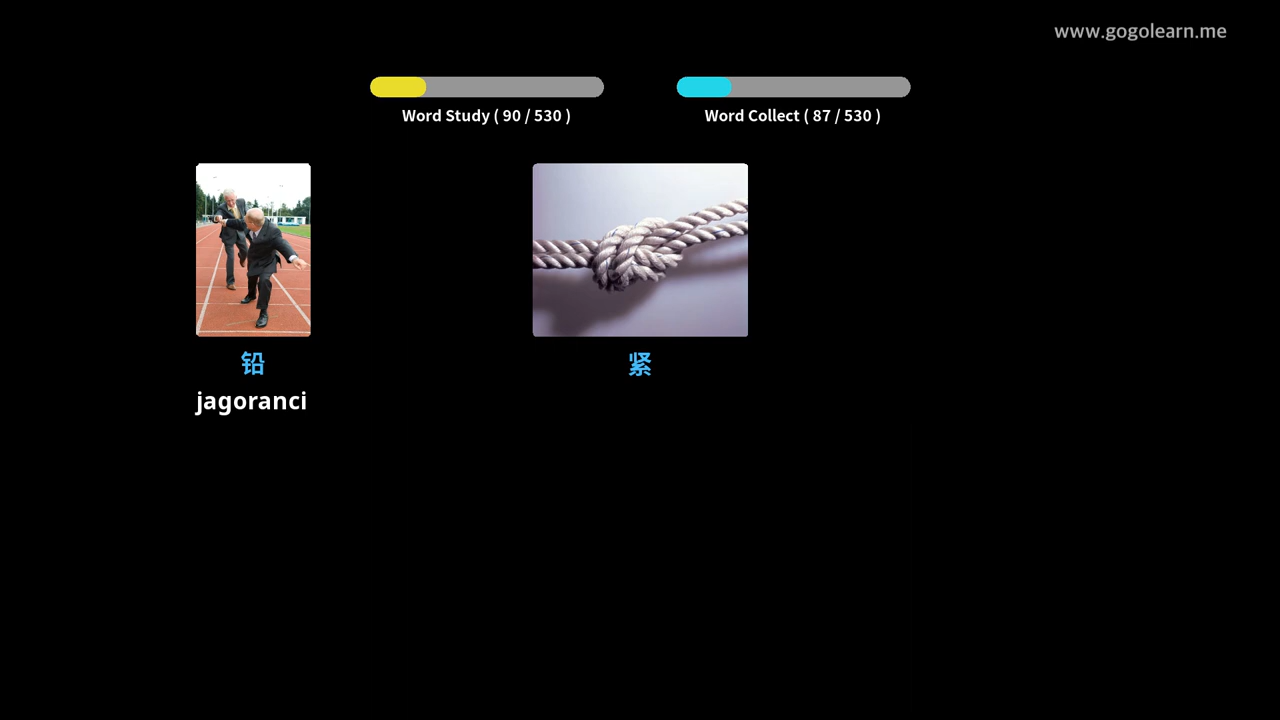 www.gogolearn.me
Word Study ( 90 / 530 )
Word Collect ( 87 / 530 )
铅
紧
jagoranci